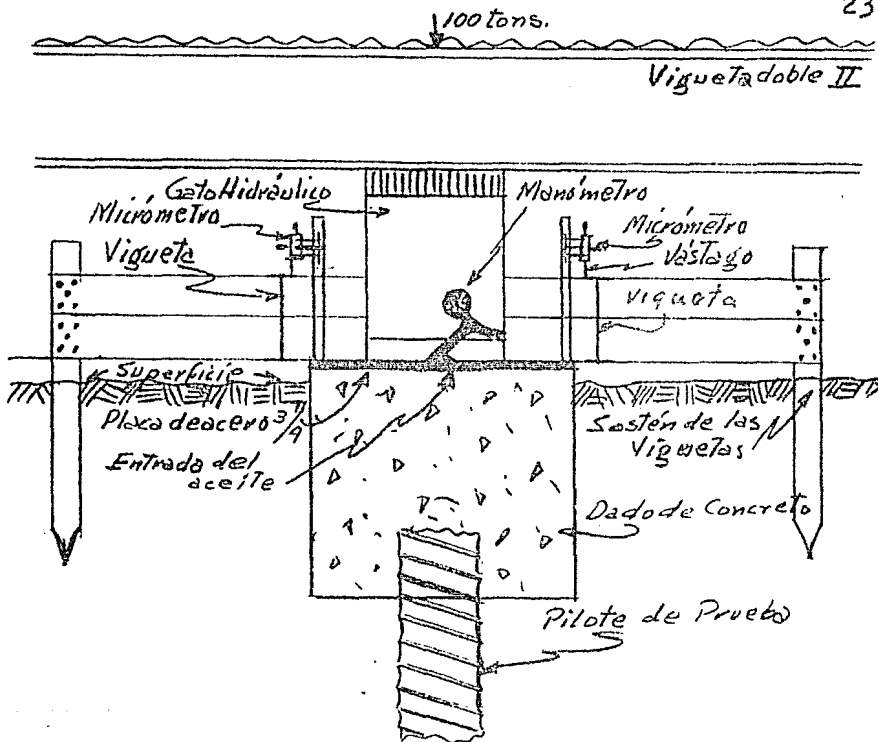 23
100 tons.
Vigueta doble II
Gato Hidráulico
Manómetro
Micrómetro
Micrómetro
Vigueta
Vástago
Vigueta
Superficie
Placa de acero 3/4"
Sostén de las
Viguetas
Entrada del
aceite
Dado de Concreto
Pilote de Prueba